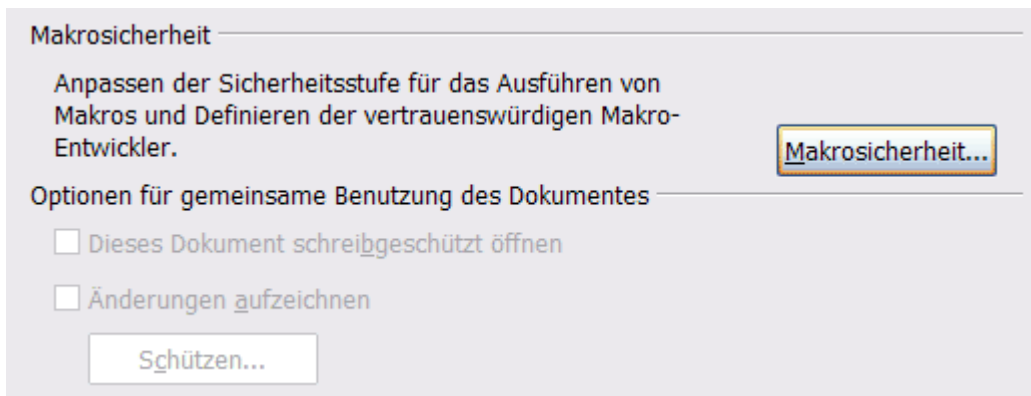 Makrosicherheit
Anpassen der Sicherheitsstufe für das Ausführen von
Makros und Definieren der vertrauenswürdigen Makro-
Entwickler.
Makrosicherheit...
Optionen für gemeinsame Benutzung des Dokumentes
Dieses Dokument schreibgeschützt öffnen
Änderungen aufzeichnen
Schützen...